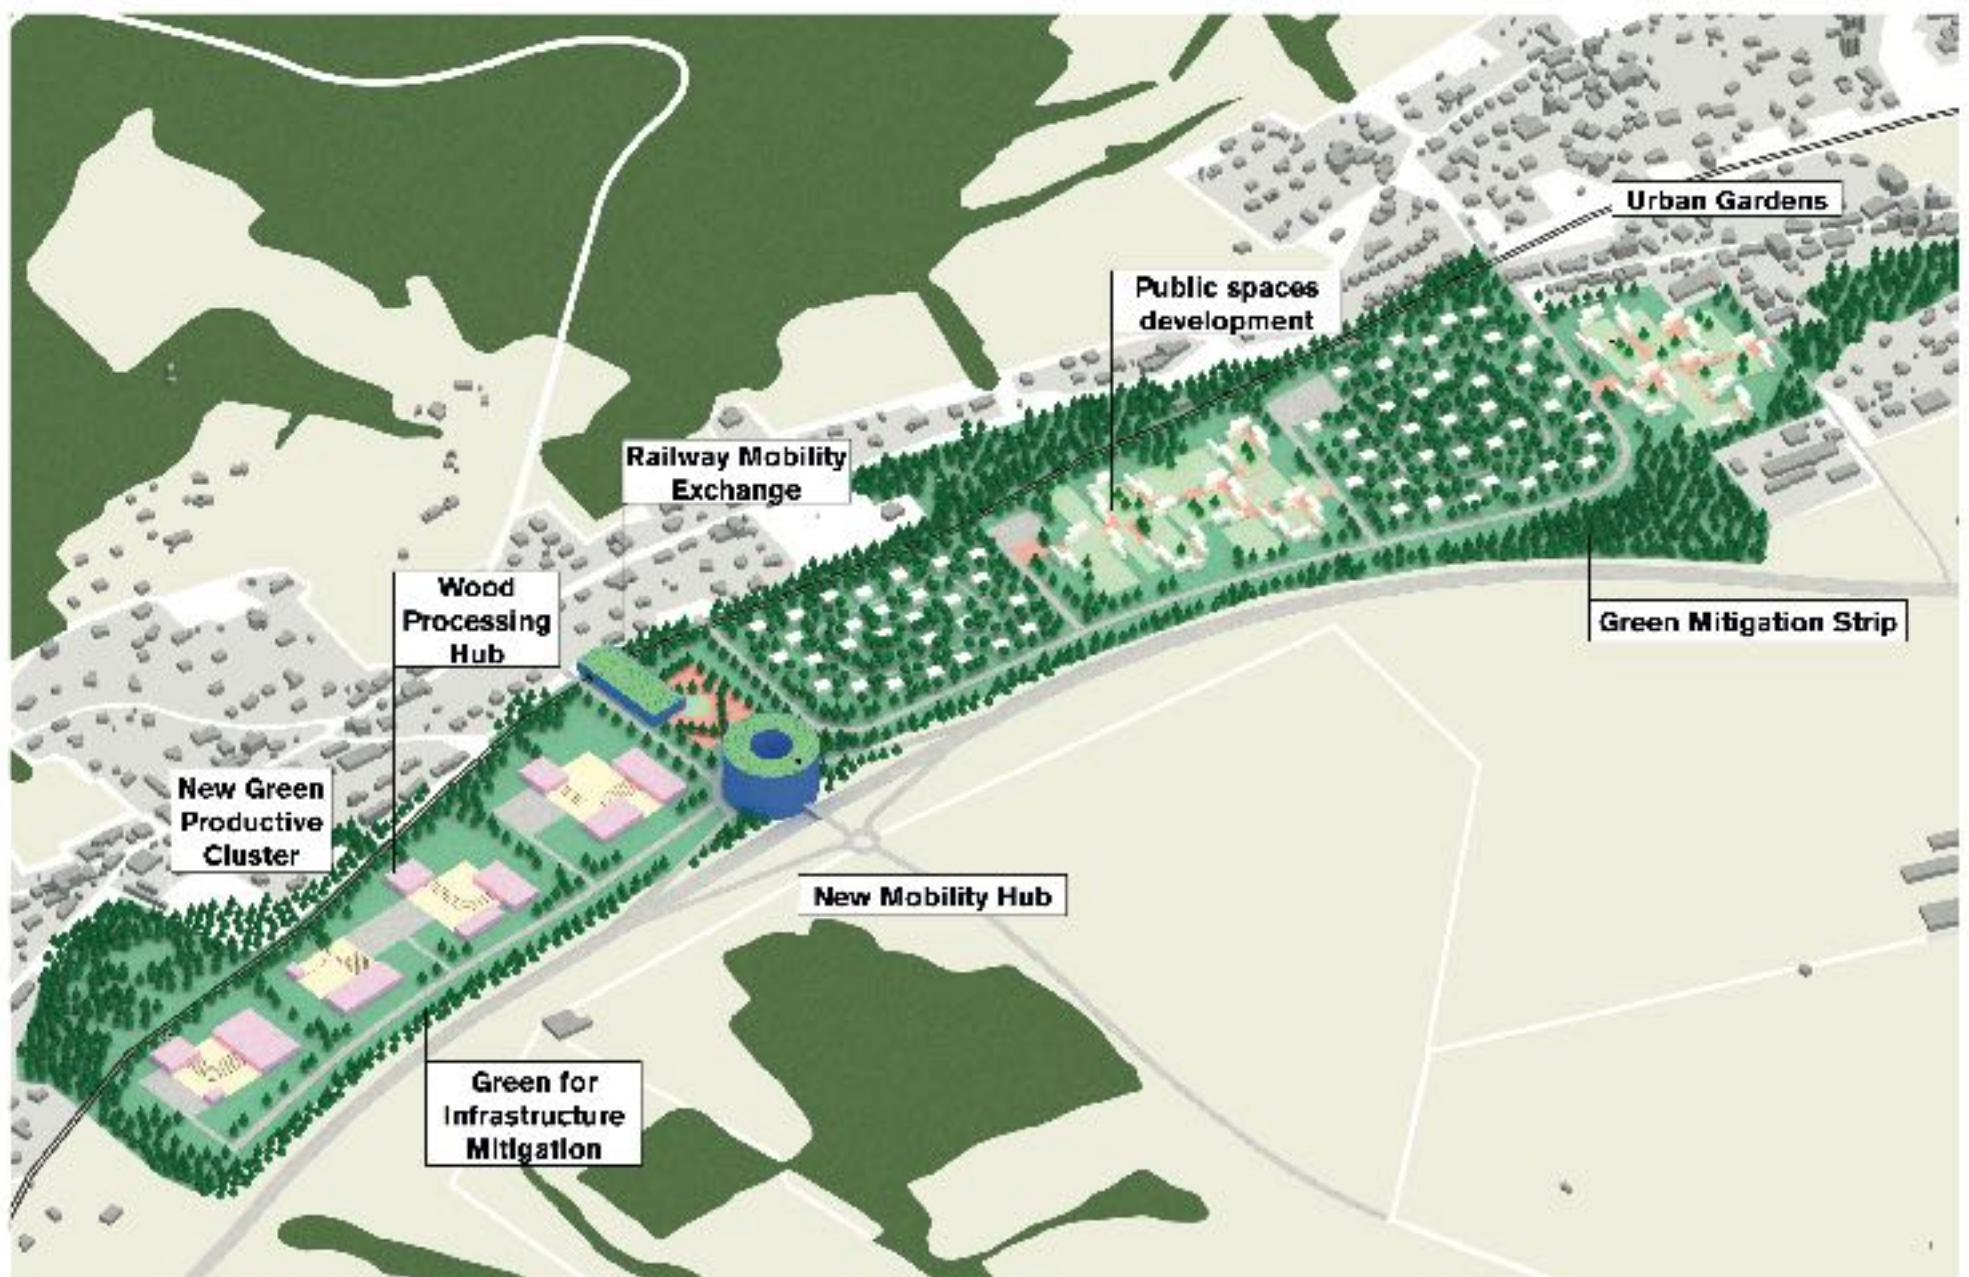 Urban Gardens
Public spaces
development
Railway Mobility
Exchange
Wood
Processing
Hub
Green Mitigation Strip
New Green
Productive
Cluster
New Mobility Hub
Green for
Infrastructure
Mitigation